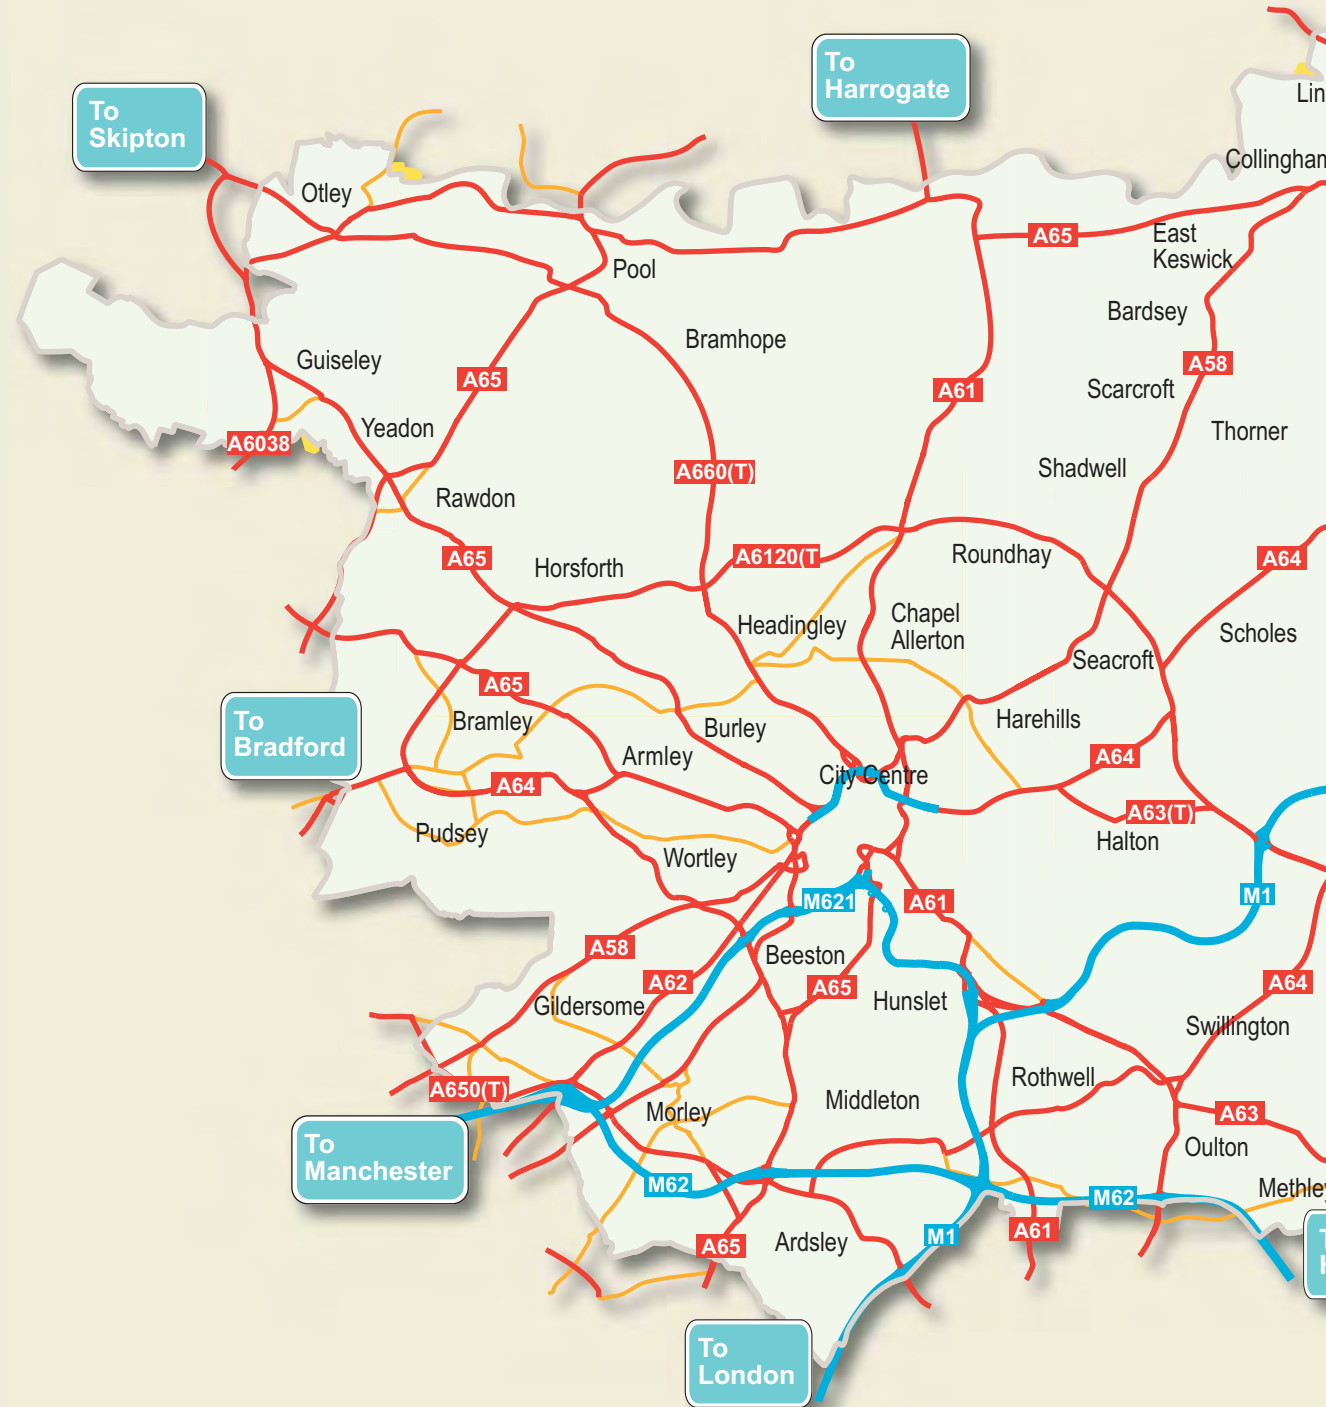 To
Harrogate
To
Skipton
Lin
Collingham
Otley
A65
East
Keswick
Pool
Bardsey
Bramhope
Guiseley
A65
A61
A58
Scarcroft
Yeadon
A6038
Thorner
A660(T)
Shadwell
Rawdon
A65
Horsforth
A6120(T
Roundhay
A64
Headingley
Chapel
Allerton
Scholes
Seacroft
A65
To
Bradford
Bramley
Burley
Harehills
Armley
A64
City Centre
A64
A63(T)
Pudsey
Halton
Wortley
M621
A61
M1
A58
Beeston
A62
A65
A64
Gildersome
Hunslet
Swillington
A650(T)
Rothwell
Morley
Middleton
A63
To
Manchester
Oulton
M62
M62
Methley
A65
Ardsley
M1
A61
To
London